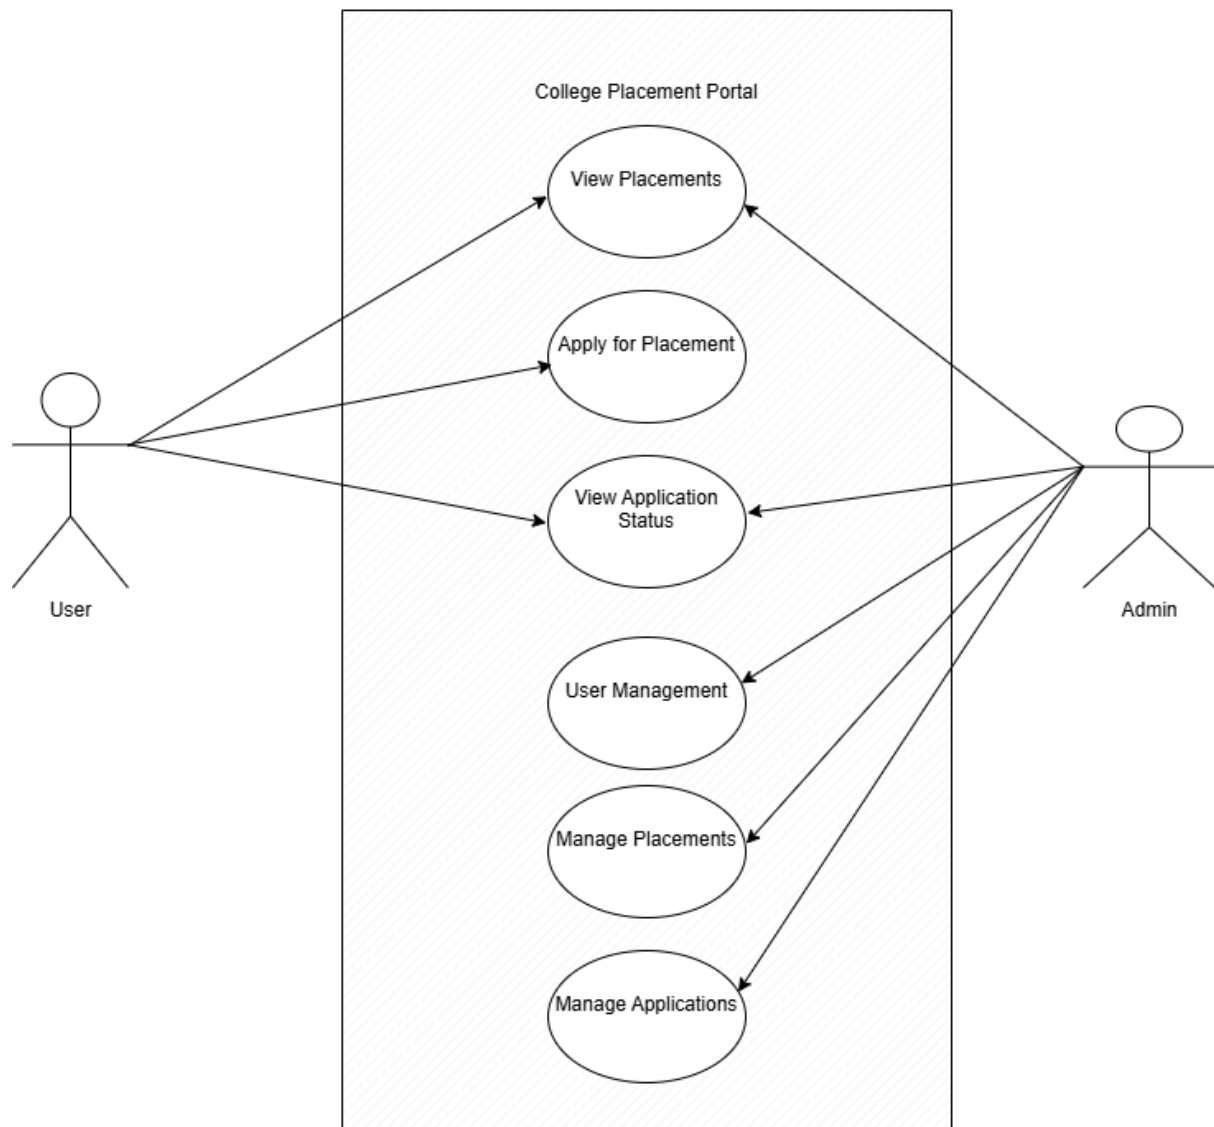 College Placement Portal
View Placements
Apply for Placement
View Application
Status
User
Admin
User Management
Manage Placements
Manage Applications